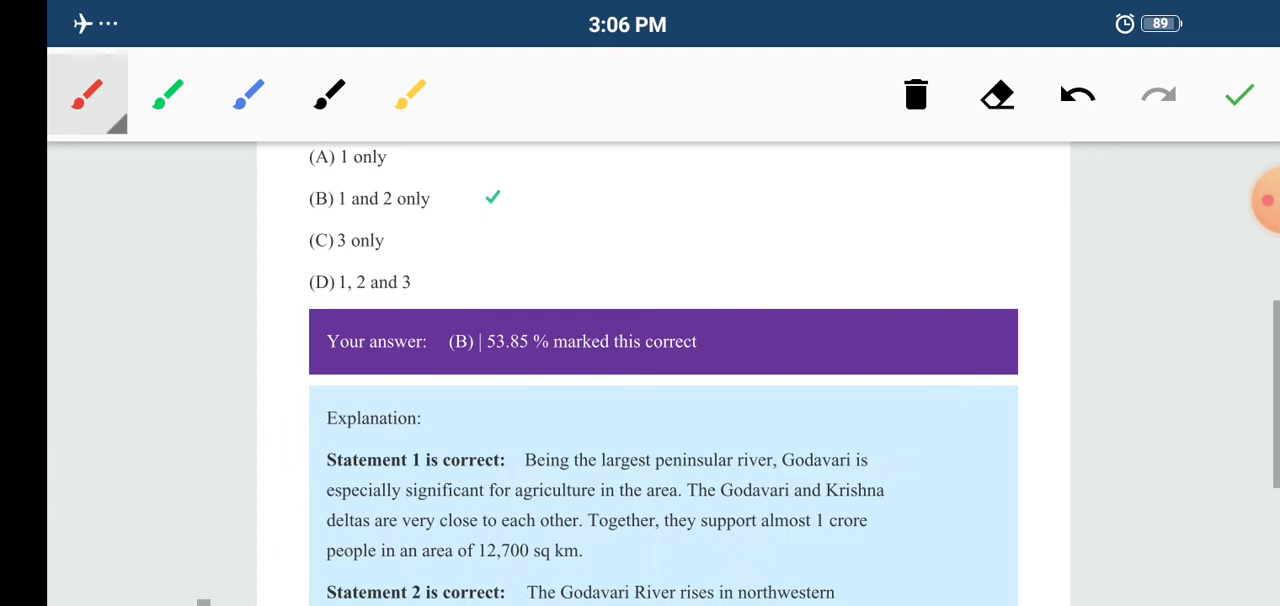 3:06 PM
89
(A) 1 only
(B) 1 and 2 only
(C) 3 only
(D) 1, 2 and 3
Your answer: (B) | 53.85 % marked this correct
Explanation:
Statement 1 is correct: Being the largest peninsular river, Godavari is
especially significant for agriculture in the area. The Godavari and Krishna
deltas are very close to each other. Together, they support almost 1 crore
people in an area of 12,700 sq km.
Statement 2 is correct: The Godavari River rises in northwestern